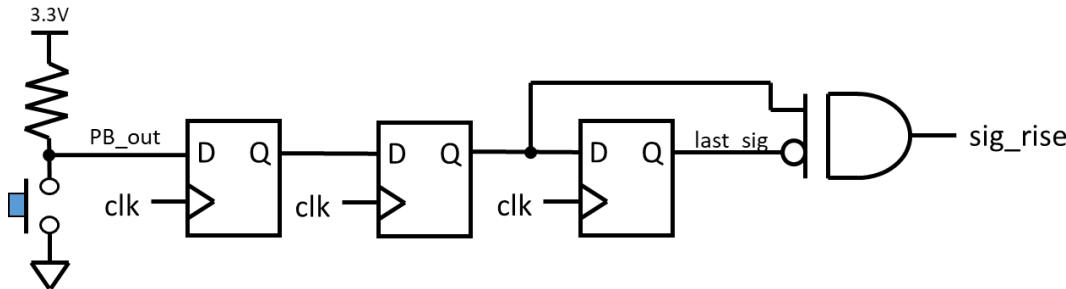 3.3V
PB_out
D Q
clk
D Q
clk
D Q
clk
last_sig
sig_rise